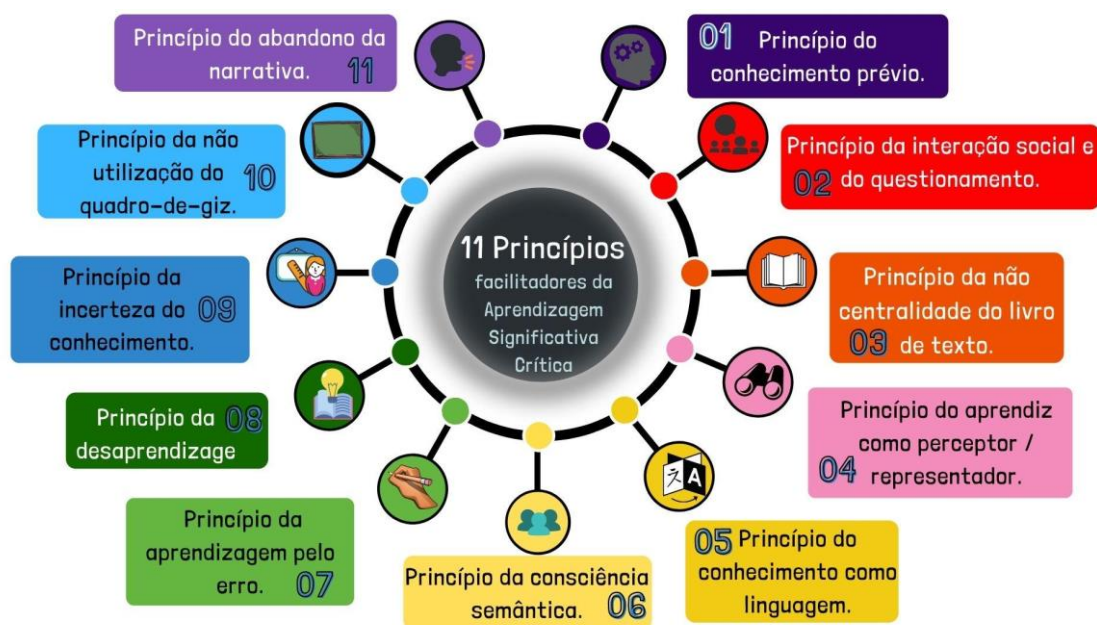 11 Princípios
facilitadores da
Aprendizagem
Significativa
Crítica
01 Princípio do
conhecimento prévio.
Princípio da interação social e
02 do questionamento.
Princípio da não
centralidade do livro
03 de texto.
Princípio do aprendiz
como perceptor /
04 representador.
05 Princípio do
conhecimento como
linguagem.
Princípio da consciência
semântica. 06
Princípio da
aprendizagem pelo
erro. 07
Princípio da 08
desaprendizage
Princípio da
incerteza do 09
conhecimento.
Princípio da não
utilização do 10
quadro-de-giz.
Princípio do abandono da
narrativa. 11
A